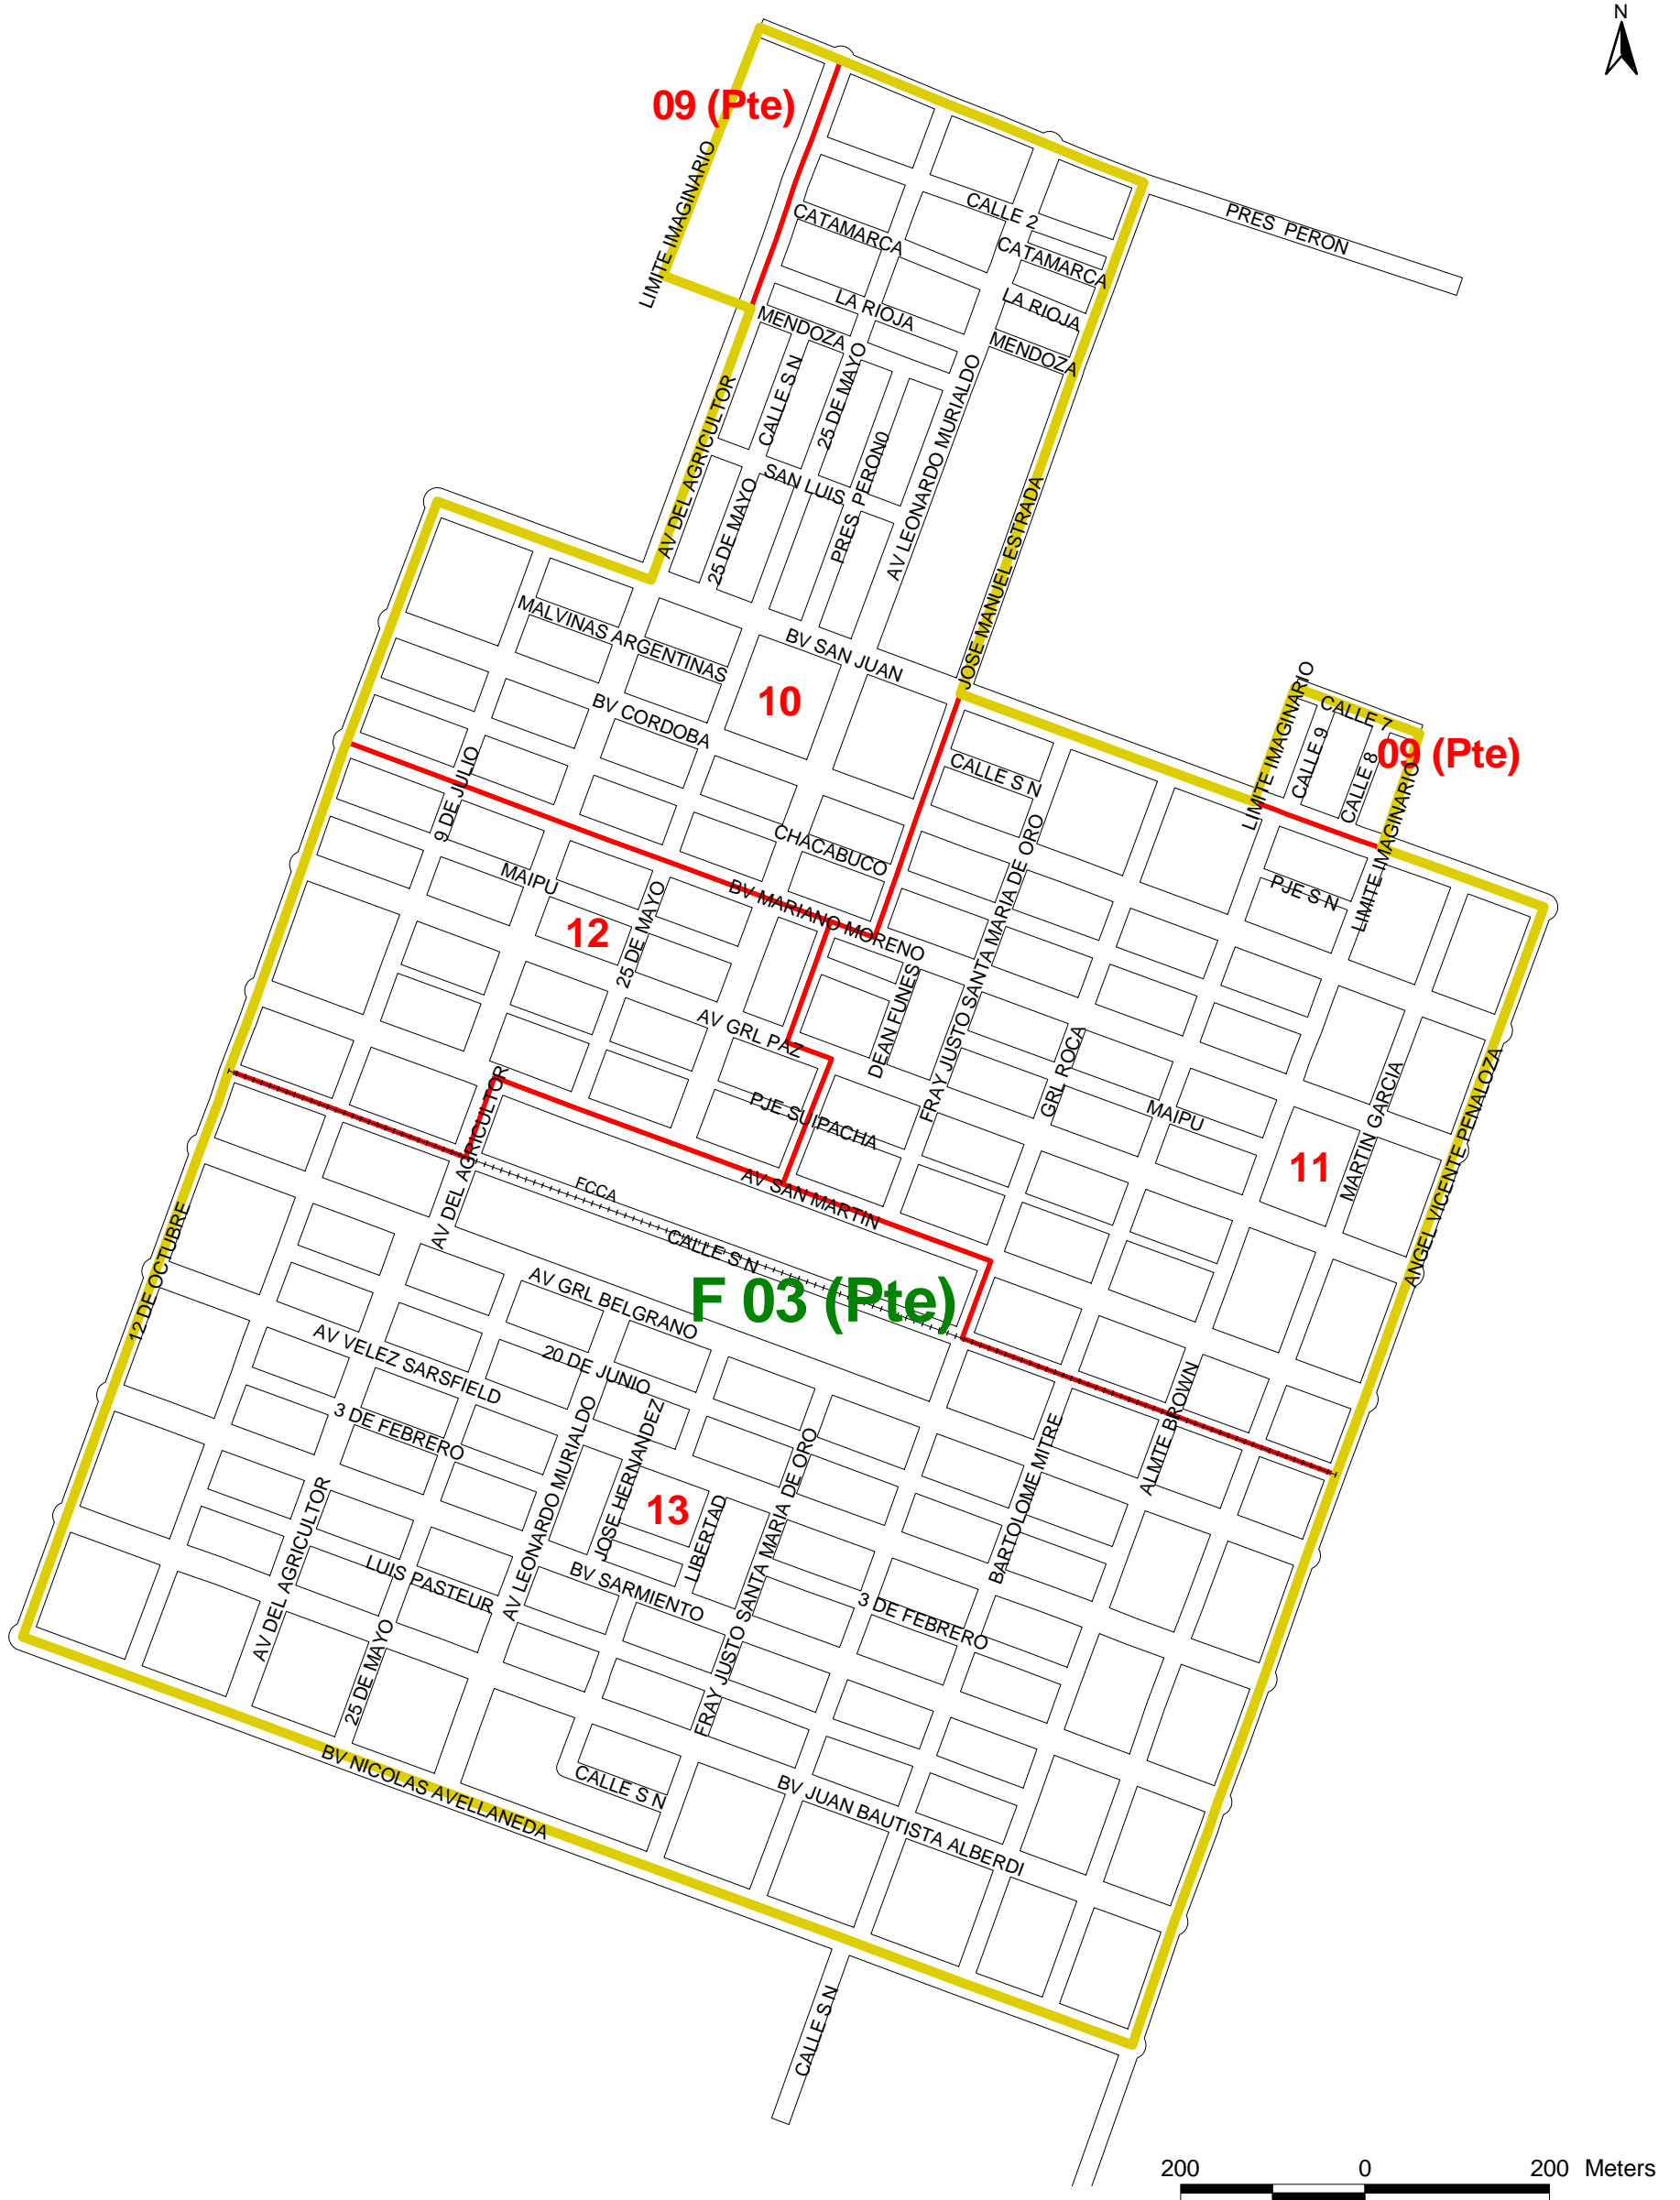 N
09 (Pte)
LIMITE IMAGINARIO
PRES PERON
CALLE 2
CATAMARCA
CATAMARCA
LA RIOJA
LA RIOJA
MENDOZA
MENDOZA
CALLE S N
25 DE MAYO
AV LEONARDO MURIALDO
AV DEL AGRICULTOR
SAN LUIS
PRES PERON0
25 DE MAYO
JOSE MANUEL ESTRADA
MALVINAS ARGENTINAS
BV SAN JUAN
10
BV CORDOBA
LIMITE IMAGINARIO
CALLE 7
CALLE 9
CALLE 8
09 (Pte)
LIMITE IMAGINARIO
CALLE S N
9 DE JULIO
CHACABUCO
MAIPU
BV MARIANO MORENO
PJE S N
12
25 DE MAYO
FRAY JUSTO SANTA MARIA DE ORO
DEAN FUNES
AV GRL PAZ
GRL ROCA
MAIPU
MARTIN GARCIA
PJE SUIPACHA
11
ANGEL VICENTE PENALOZA
AV DEL AGRICULTOR
AV SAN MARTIN
FCCA
CALLE S N
12 DE OCTUBRE
F 03 (Pte)
AV GRL BELGRANO
AV VELEZ SARSFIELD
20 DE JUNIO
3 DE FEBRERO
AV LEONARDO MURIALDO
JOSE HERNANDEZ
ALMTE BROWN
BARTOLOME MITRE
13
LIBERTAD
FRAY JUSTO SANTA MARIA DE ORO
AV DEL AGRICULTOR
LUIS PASTEUR
BV SARMIENTO
3 DE FEBRERO
25 DE MAYO
BV NICOLAS AVELLANEDA
CALLE S N
BV JUAN BAUTISTA ALBERDI
CALLE S N
200 0 200 Meters